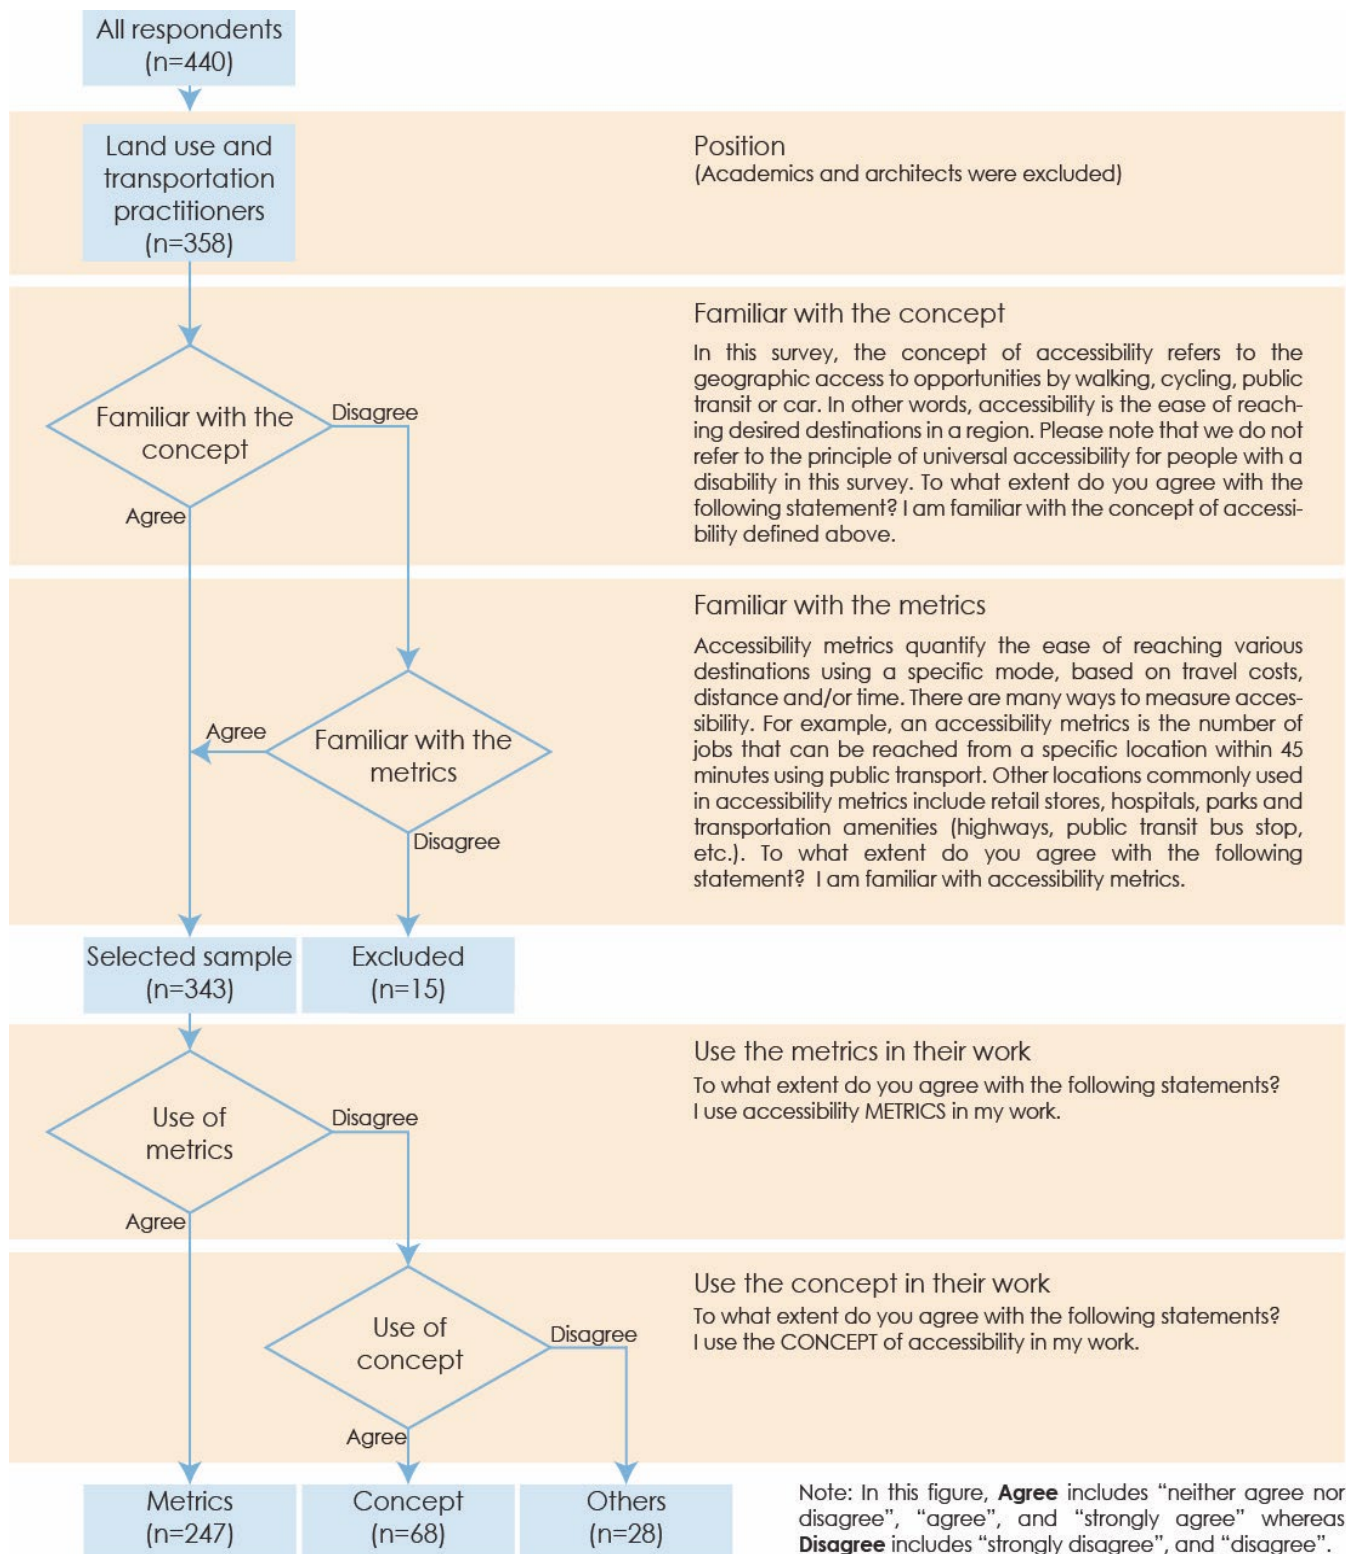 All respondents
(n=440)
Land use and
transportation
practitioners
(n=358)
Position
(Academics and architects were excluded)
Familiar with the concept
In this survey, the concept of accessibility refers to the
geographic access to opportunities by walking, cycling, public
transit or car. In other words, accessibility is the ease of reach-
ing desired destinations in a region. Please note that we do not
refer to the principle of universal accessibility for people with a
disability in this survey. To what extent do you agree with the
following statement? I am familiar with the concept of accessi-
bility defined above.
Familiar with the
concept
Disagree
Agree
Familiar with the metrics
Accessibility metrics quantify the ease of reaching various
destinations using a specific mode, based on travel costs,
distance and/or time. There are many ways to measure acces-
sibility. For example, an accessibility metrics is the number of
jobs that can be reached from a specific location within 45
minutes using public transport. Other locations commonly used
in accessibility metrics include retail stores, hospitals, parks and
transportation amenities (highways, public transit bus stop,
etc.). To what extent do you agree with the following
statement? I am familiar with accessibility metrics.
Agree
Familiar with the
metrics
Disagree
Selected sample
(n=343)
Excluded
(n=15)
Use the metrics in their work
To what extent do you agree with the following statements?
I use accessibility METRICS in my work.
Use of
metrics
Disagree
Agree
Use the concept in their work
To what extent do you agree with the following statements?
I use the CONCEPT of accessibility in my work.
Use of
concept
Disagree
Agree
Metrics
(n=247)
Concept
(n=68)
Others
(n=28)
Note: In this figure, Agree includes “neither agree nor
disagree”, “agree”, and “strongly agree” whereas
Disagree includes “strongly disagree”, and “disagree”.